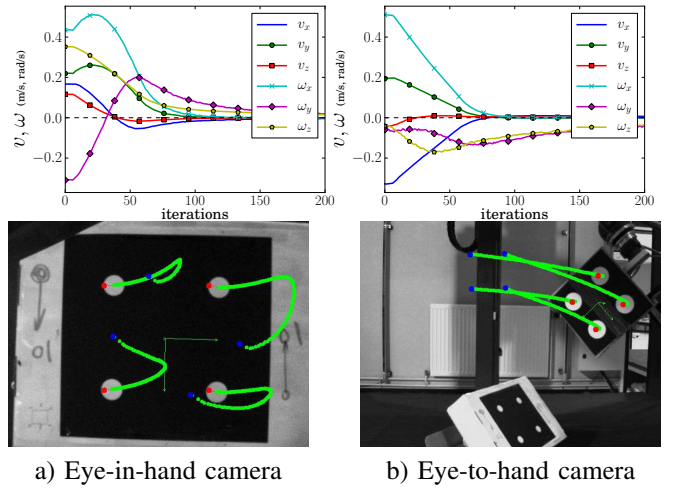 0.4
0.2
0.0
−0.2
v, ω (m/s, rad/s)
v_x
v_y
v_z
ω_x
ω_y
ω_z
0 50 100 150 200
iterations
0.4
0.2
0.0
−0.2
v, ω (m/s, rad/s)
v_x
v_y
v_z
ω_x
ω_y
ω_z
0 50 100 150 200
iterations
a) Eye-in-hand camera
b) Eye-to-hand camera